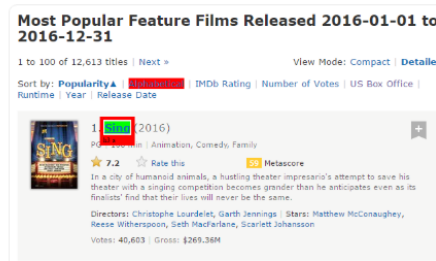 Most Popular Feature Films Released 2016-01-01 to
2016-12-31
1 to 100 of 12,613 titles | Next »
View Mode: Compact | Detailed
Sort by: Popularity▲ | | IMDb Rating | Number of Votes | US Box Office |
Runtime | Year | Release Date
SING
1. Sing (2016)
PG | min | Animation, Comedy, Family
7.2 Rate this 59 Metascore
In a city of humanoid animals, a hustling theater impresario's attempt to save his
theater with a singing competition becomes grander than he anticipates even as its
finalists' find that their lives will never be the same.
Directors: Christophe Lourdelet, Garth Jennings | Stars: Matthew McConaughey,
Reese Witherspoon, Seth MacFarlane, Scarlett Johansson
Votes: 40,603 | Gross: $269.36M